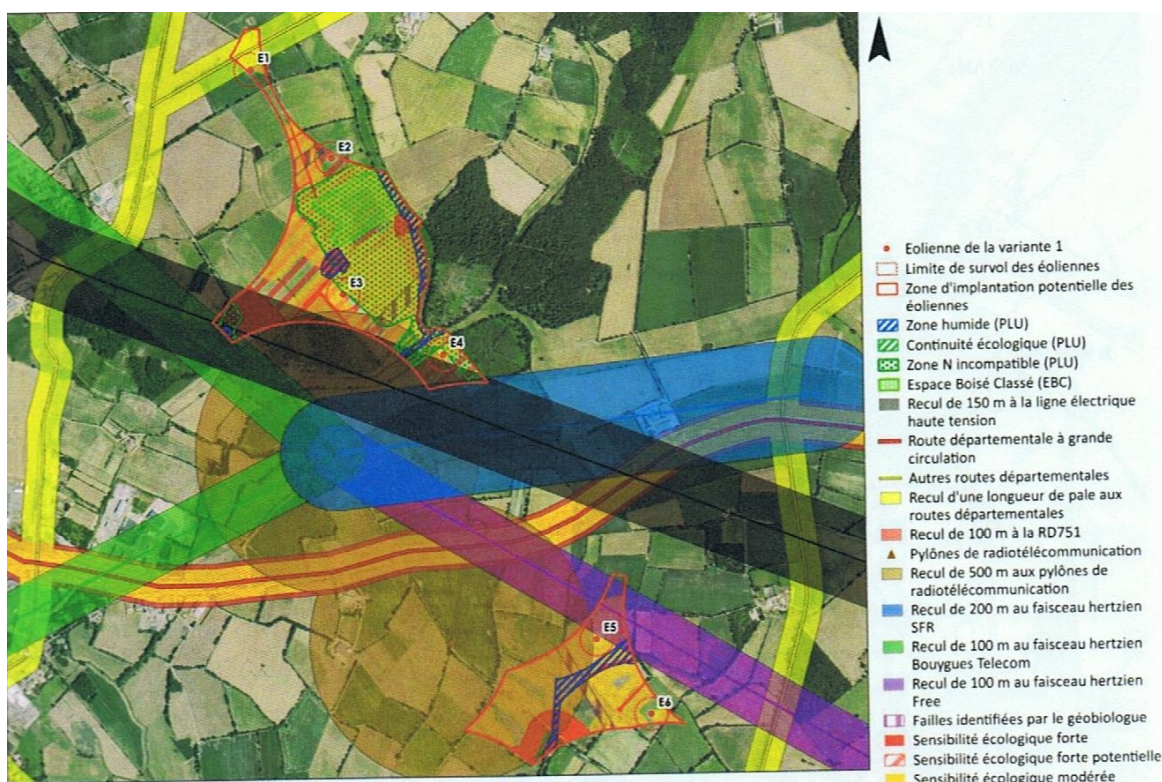 E1
E2
E3
E4
E5
E6
Eolienne de la variante 1
Limite de survol des éoliennes
Zone d'implantation potentielle des
éoliennes
Zone humide (PLU)
Continuité écologique (PLU)
Zone N incompatible (PLU)
Espace Boisé Classé (EBC)
Recul de 150 m à la ligne électrique
haute tension
Route départementale à grande
circulation
Autres routes départementales
Recul d'une longueur de pale aux
routes départementales
Recul de 100 m à la RD751
Pylônes de radiotélécommunication
Recul de 500 m aux pylônes de
radiotélécommunication
Recul de 200 m au faisceau hertzien
SFR
Recul de 100 m au faisceau hertzien
Bouygues Telecom
Recul de 100 m au faisceau hertzien
Free
Failles identifiées par le géobiologue
Sensibilité écologique forte
Sensibilité écologique forte potentielle
Sensibilité écologique modérée